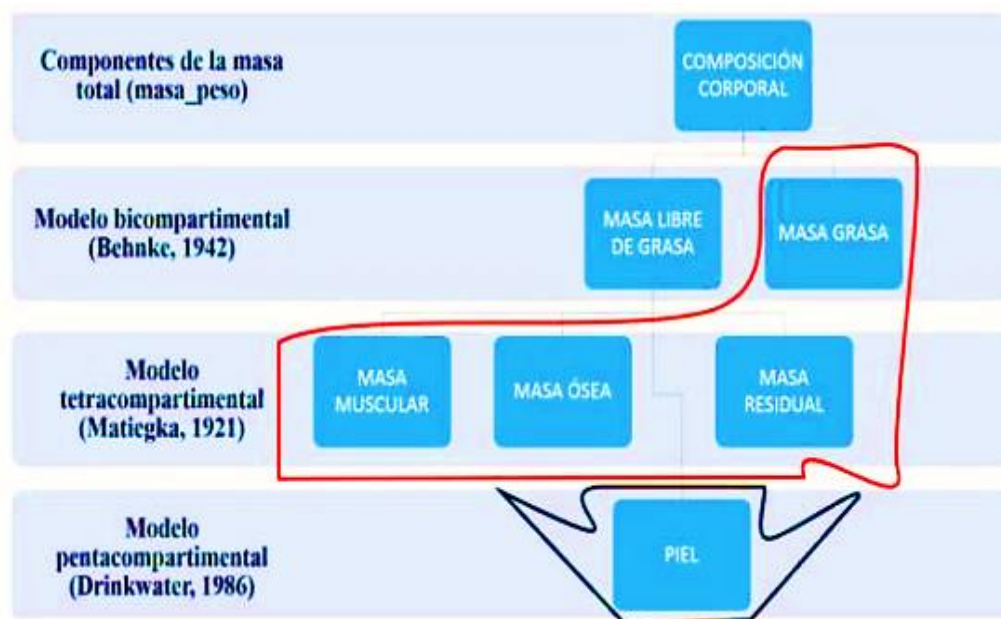 Componentes de la masa
total (masa_peso)
COMPOSICIÓN
CORPORAL
Modelo bicompartimental
(Behnke, 1942)
MASA LIBRE
DE GRASA
MASA GRASA
Modelo
tetracompartimental
(Matiegka, 1921)
MASA
MUSCULAR
MASA ÓSEA
MASA
RESIDUAL
Modelo
pentacompartimental
(Drinkwater, 1986)
PIEL